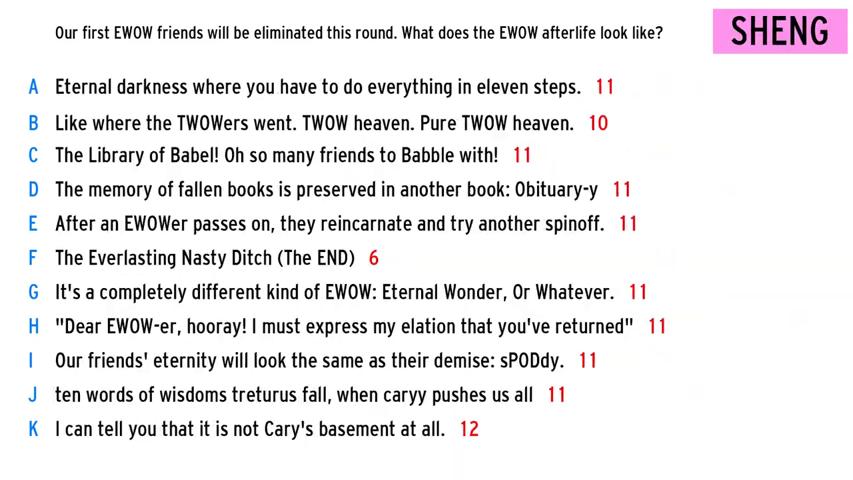 Our first EWOW friends will be eliminated this round. What does the EWOW afterlife look like?
SHENG
A Eternal darkness where you have to do everything in eleven steps. 11
B Like where the TWOWers went. TWOW heaven. Pure TWOW heaven. 10
C The Library of Babel! Oh so many friends to Babble with! 11
D The memory of fallen books is preserved in another book: Obituary-y 11
E After an EWOWer passes on, they reincarnate and try another spinoff. 11
F The Everlasting Nasty Ditch (The END) 6
G It's a completely different kind of EWOW: Eternal Wonder, Or Whatever. 11
H "Dear EWOW-er, hooray! I must express my elation that you've returned" 11
I Our friends' eternity will look the same as their demise: sPODdy. 11
J ten words of wisdoms treturus fall, when caryy pushes us all 11
K I can tell you that it is not Cary's basement at all. 12